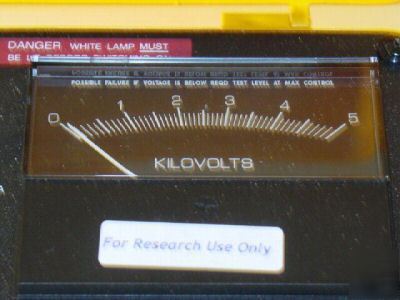 DANGER WHITE LAMP MUST
BE
POSSIBLE FAILURE IF VOLTAGE IS BELOW REQD TEST LEVEL AT MAX CONTROL
0 1 2 3 4 5
KILOVOLTS
For Research Use Only